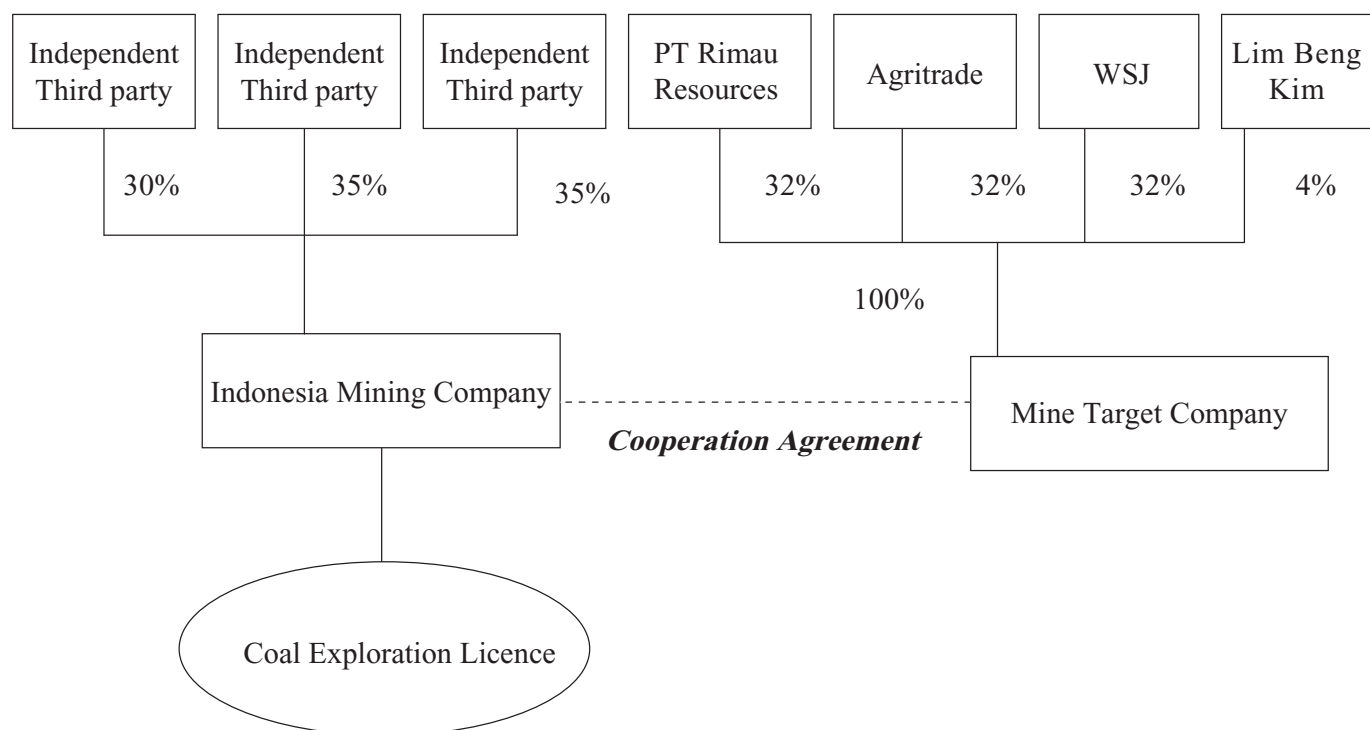 Independent
Third party
Independent
Third party
Independent
Third party
PT Rimau
Resources
Agritrade
WSJ
Lim Beng
Kim
30%
35%
35%
32%
32%
32%
4%
100%
Indonesia Mining Company
Cooperation Agreement
Mine Target Company
Coal Exploration Licence